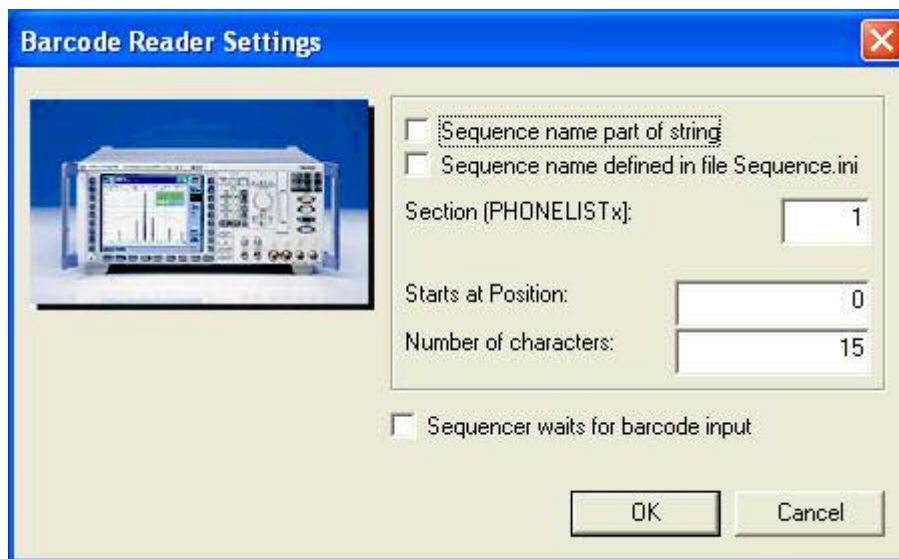 Barcode Reader Settings
Sequence name part of string
Sequence name defined in file Sequence.ini
Section (PHONELISTx):
1
Starts at Position:
0
Number of characters:
15
Sequencer waits for barcode input
OK
Cancel